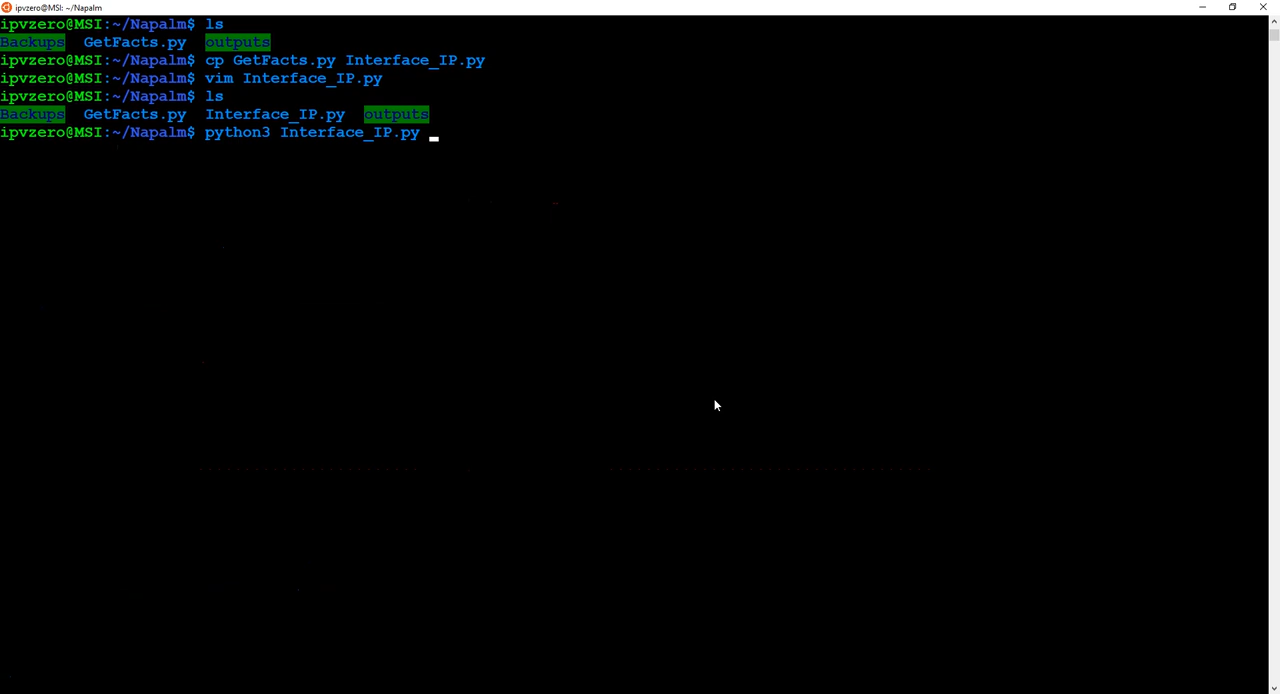 ipvzero@MSI: ~/Napalm
ipvzero@MSI:~/Napalm$ ls
Backups GetFacts.py outputs
ipvzero@MSI:~/Napalm$ cp GetFacts.py Interface_IP.py
ipvzero@MSI:~/Napalm$ vim Interface_IP.py
ipvzero@MSI:~/Napalm$ ls
Backups GetFacts.py Interface_IP.py outputs
ipvzero@MSI:~/Napalm$ python3 Interface_IP.py